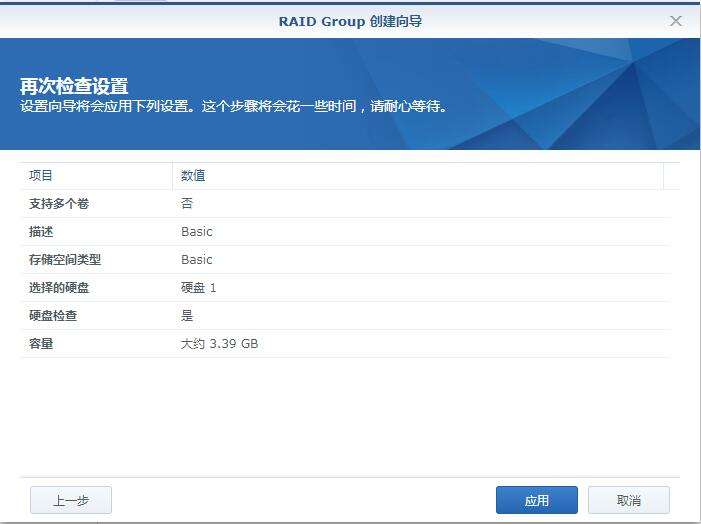 RAID Group 创建向导
再次检查设置
设置向导将会应用下列设置。这个步骤将会花一些时间，请耐心等待。
项目 数值
支持多个卷 否
描述 Basic
存储空间类型 Basic
选择的硬盘 硬盘 1
硬盘检查 是
容量 大约 3.39 GB
上一步 应用 取消